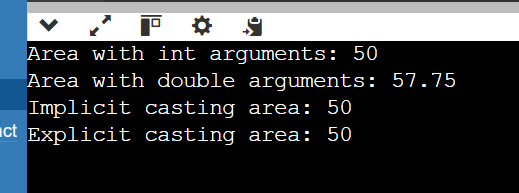 Area with int arguments: 50
Area with double arguments: 57.75
Implicit casting area: 50
Explicit casting area: 50